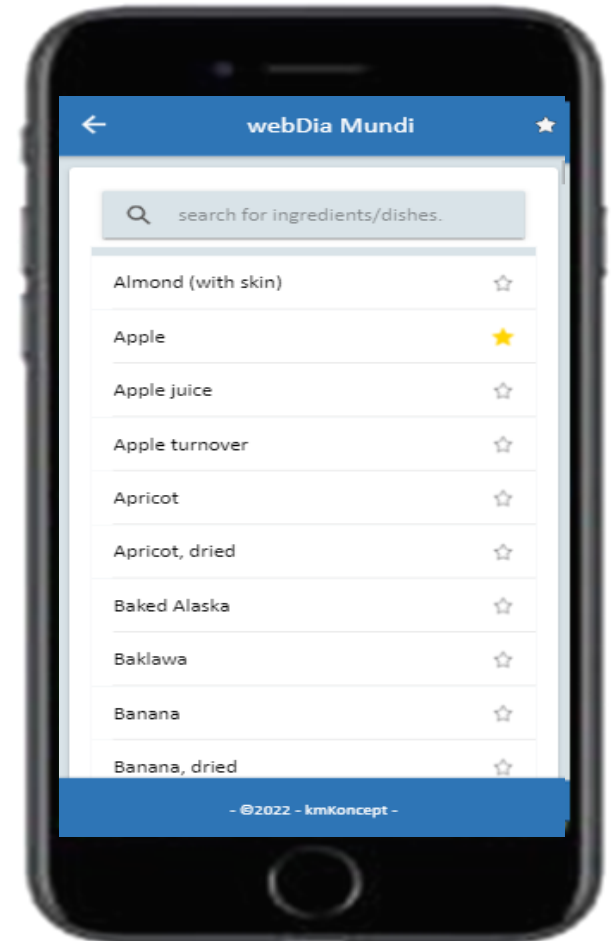 webDia Mundi
search for ingredients/dishes.
Almond (with skin)
Apple
Apple juice
Apple turnover
Apricot
Apricot, dried
Baked Alaska
Baklawa
Banana
Banana, dried
- ©2022 - kmKoncept -